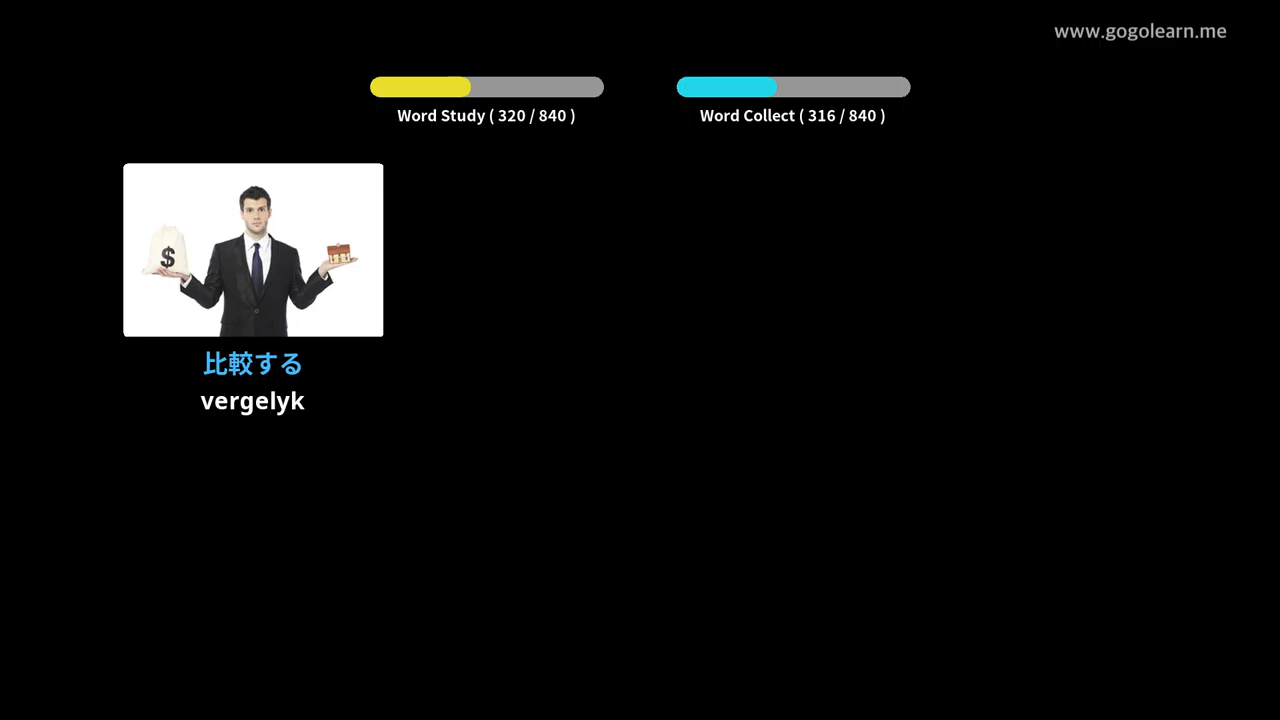 www.gogolearn.me
Word Study ( 320 / 840 )
Word Collect ( 316 / 840 )
$
比較する
vergelyk